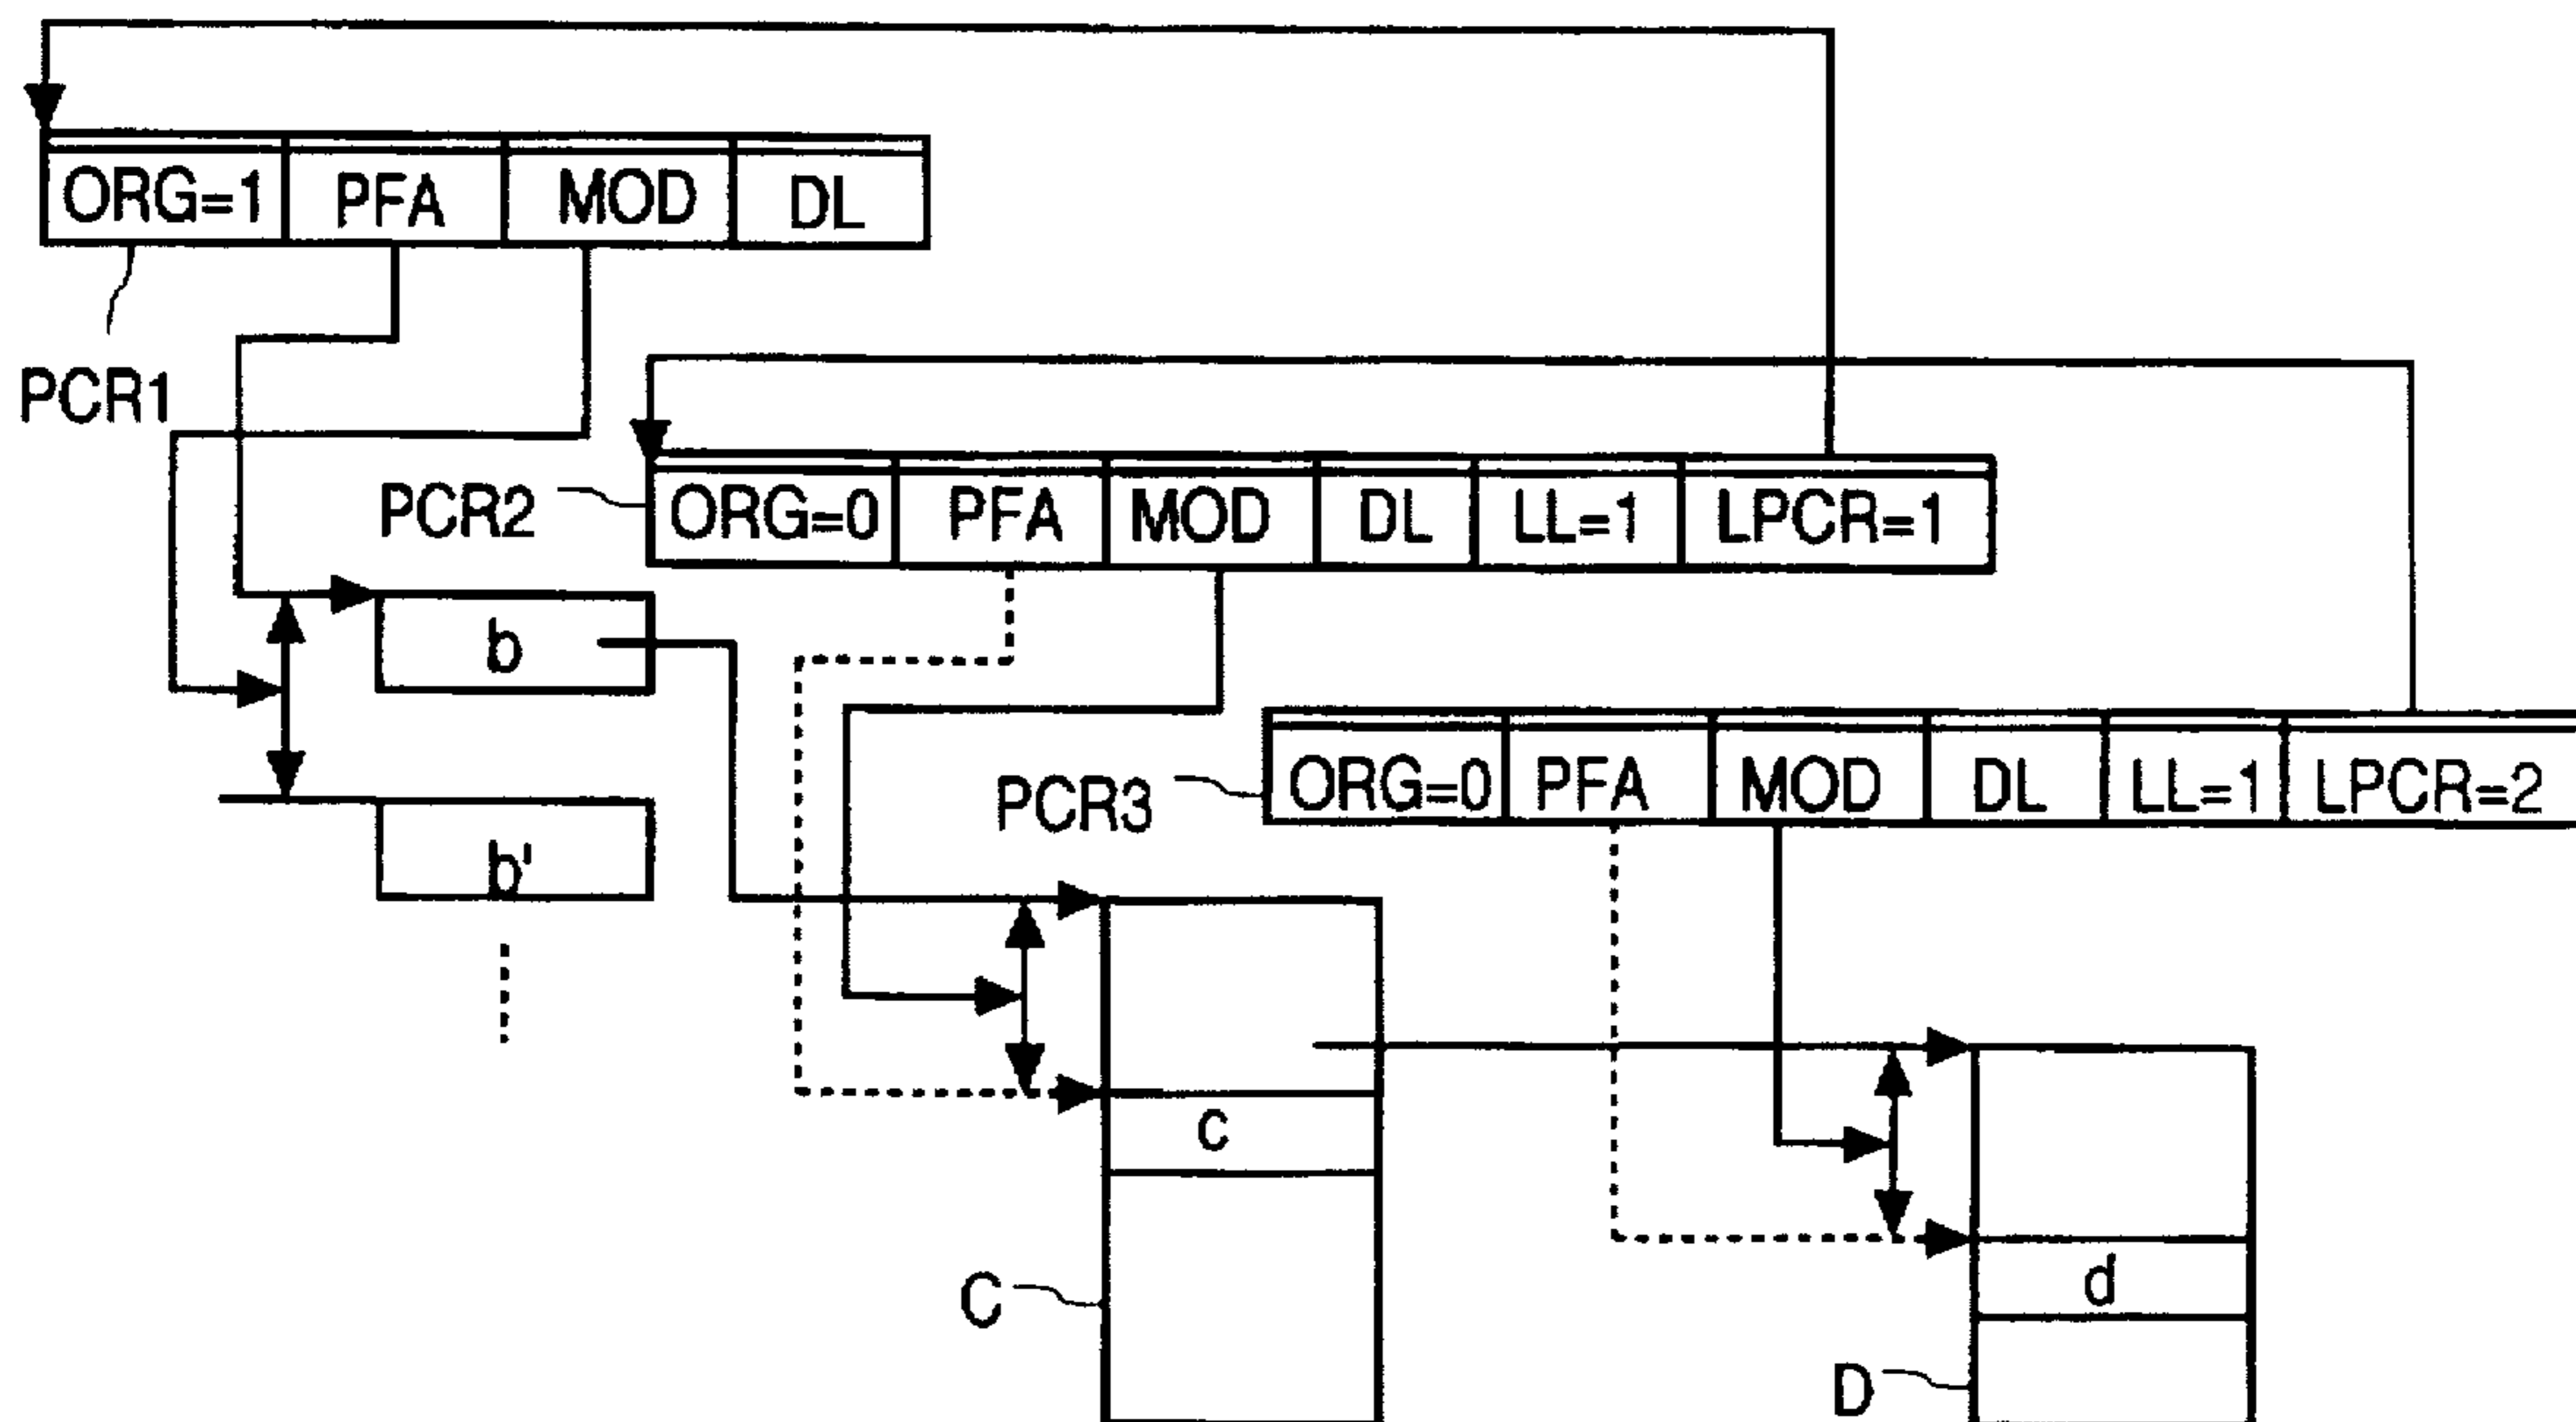 ORG=1 PFA MOD DL
PCR1
PCR2 ORG=0 PFA MOD DL LL=1 LPCR=1
b
PCR3 ORG=0 PFA MOD DL LL=1 LPCR=2
b'
c
C
d
D